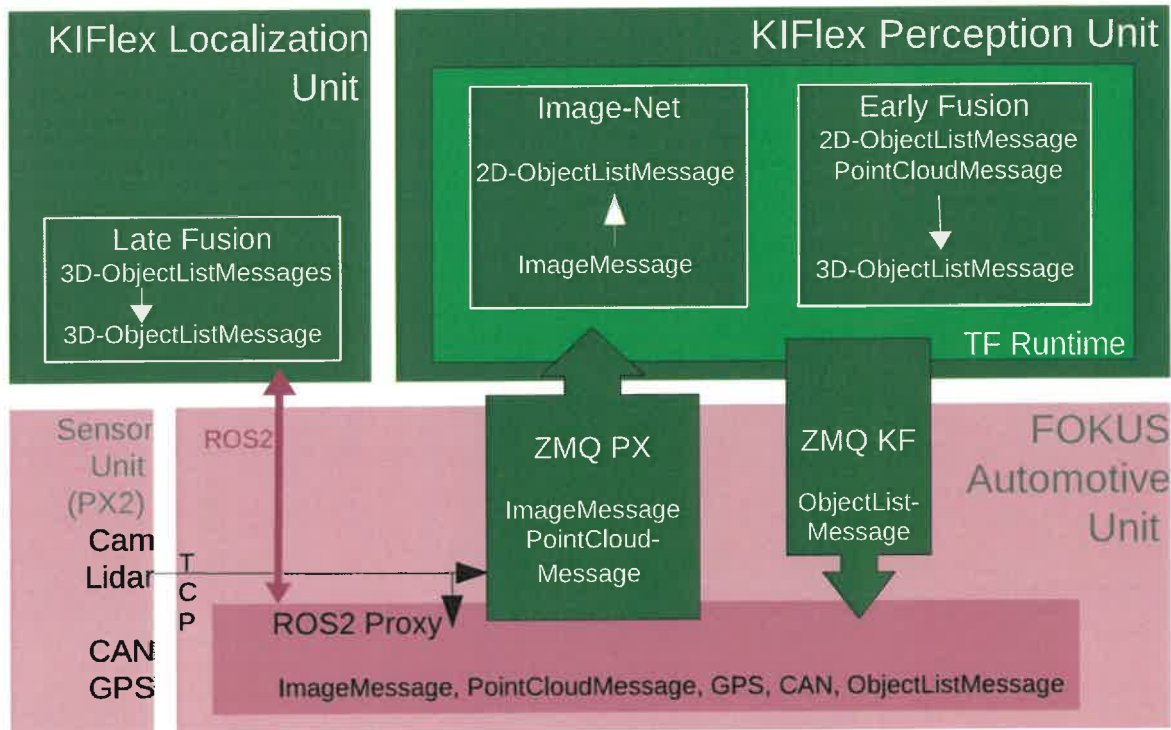 KIFlex Localization
Unit
Late Fusion
3D-ObjectListMessages
3D-ObjectListMessage
KIFlex Perception Unit
Image-Net
2D-ObjectListMessage
ImageMessage
Early Fusion
2D-ObjectListMessage
PointCloudMessage
3D-ObjectListMessage
TF Runtime
Sensor
Unit
(PX2)
Cam
Lidar
CAN
GPS
T
C
P
ROS2
ZMQ PX
ImageMessage
PointCloud-
Message
ZMQ KF
ObjectList-
Message
FOKUS
Automotive
Unit
ROS2 Proxy
ImageMessage, PointCloudMessage, GPS, CAN, ObjectListMessage